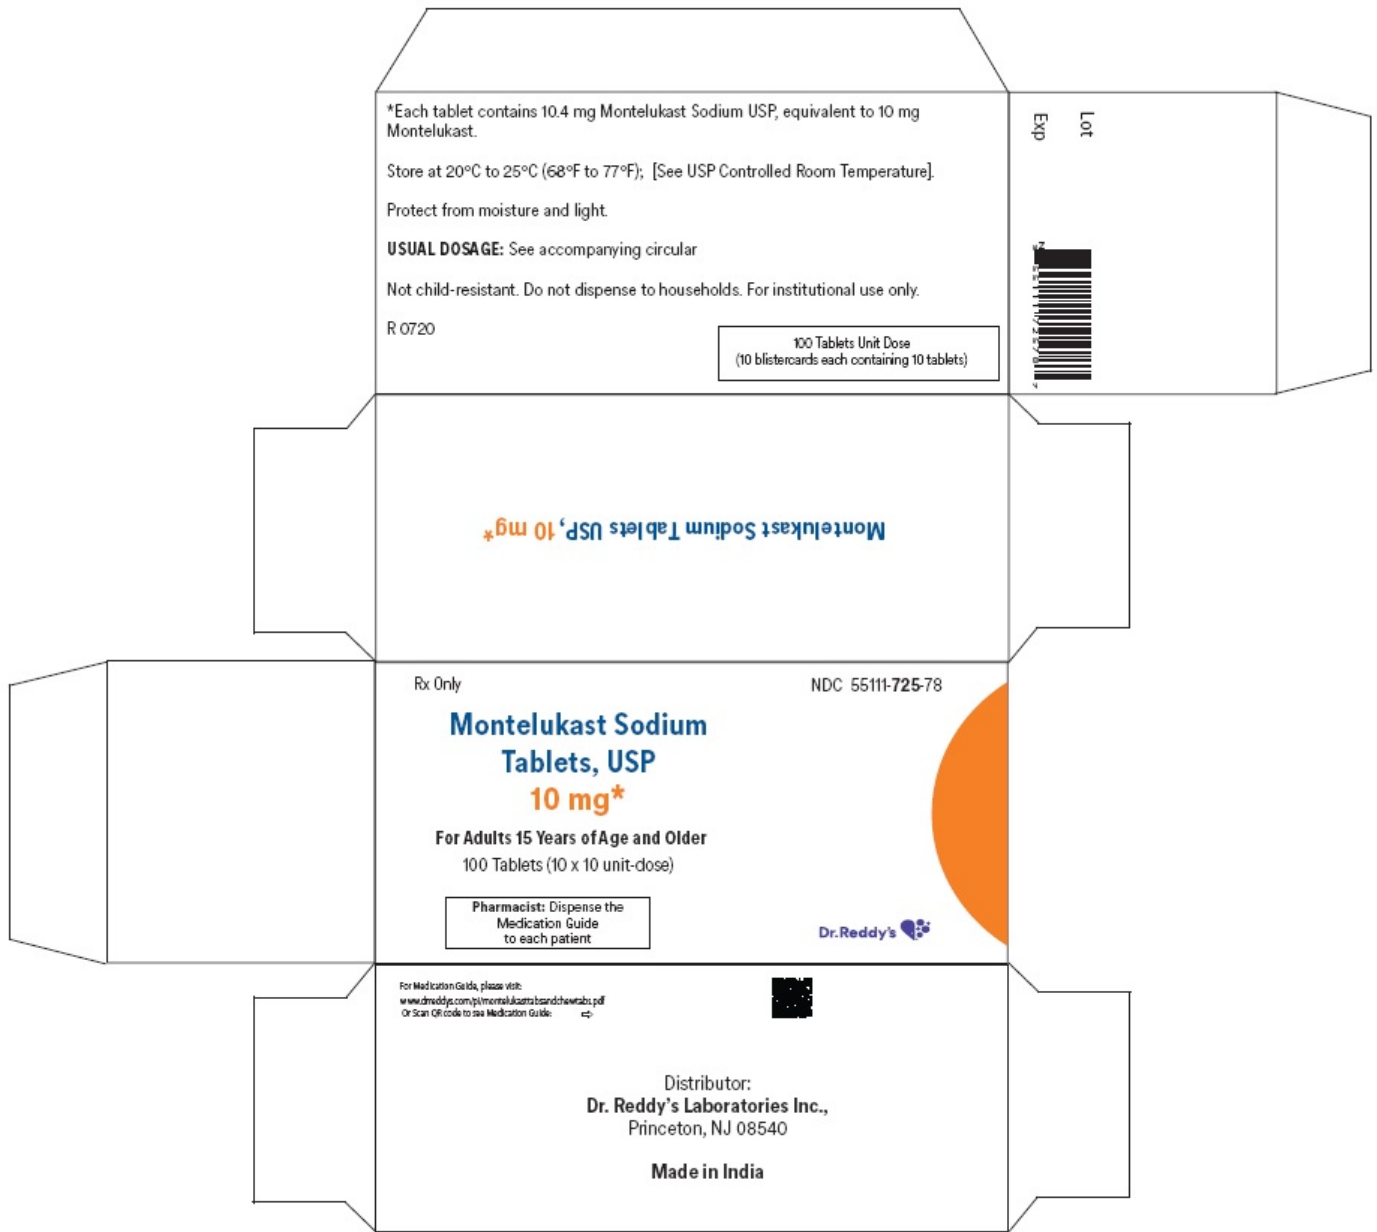 *Each tablet contains 10.4 mg Montelukast Sodium USP, equivalent to 10 mg
Montelukast.
Store at 20°C to 25°C (68°F to 77°F);  [See USP Controlled Room Temperature].
Protect from moisture and light.
USUAL DOSAGE: See accompanying circular
Not child-resistant. Do not dispense to households. For institutional use only.
R 0720
100 Tablets Unit Dose
(10 blistercards each containing 10 tablets)
Lot
Exp
Montelukast Sodium Tablets USP, 10 mg*
Rx Only
NDC 55111-725-78
Montelukast Sodium
Tablets, USP
10 mg*
For Adults 15 Years of Age and Older
100 Tablets (10 x 10 unit-dose)
Pharmacist: Dispense the
Medication Guide
to each patient
Dr.Reddy's
For Medication Guide, please visit:
www.drreddys.com/pi/montelukasttabsandchewtabs.pdf
Or Scan QR code to see Medication Guide: ⇨
Distributor:
Dr. Reddy's Laboratories Inc.,
Princeton, NJ 08540
Made in India